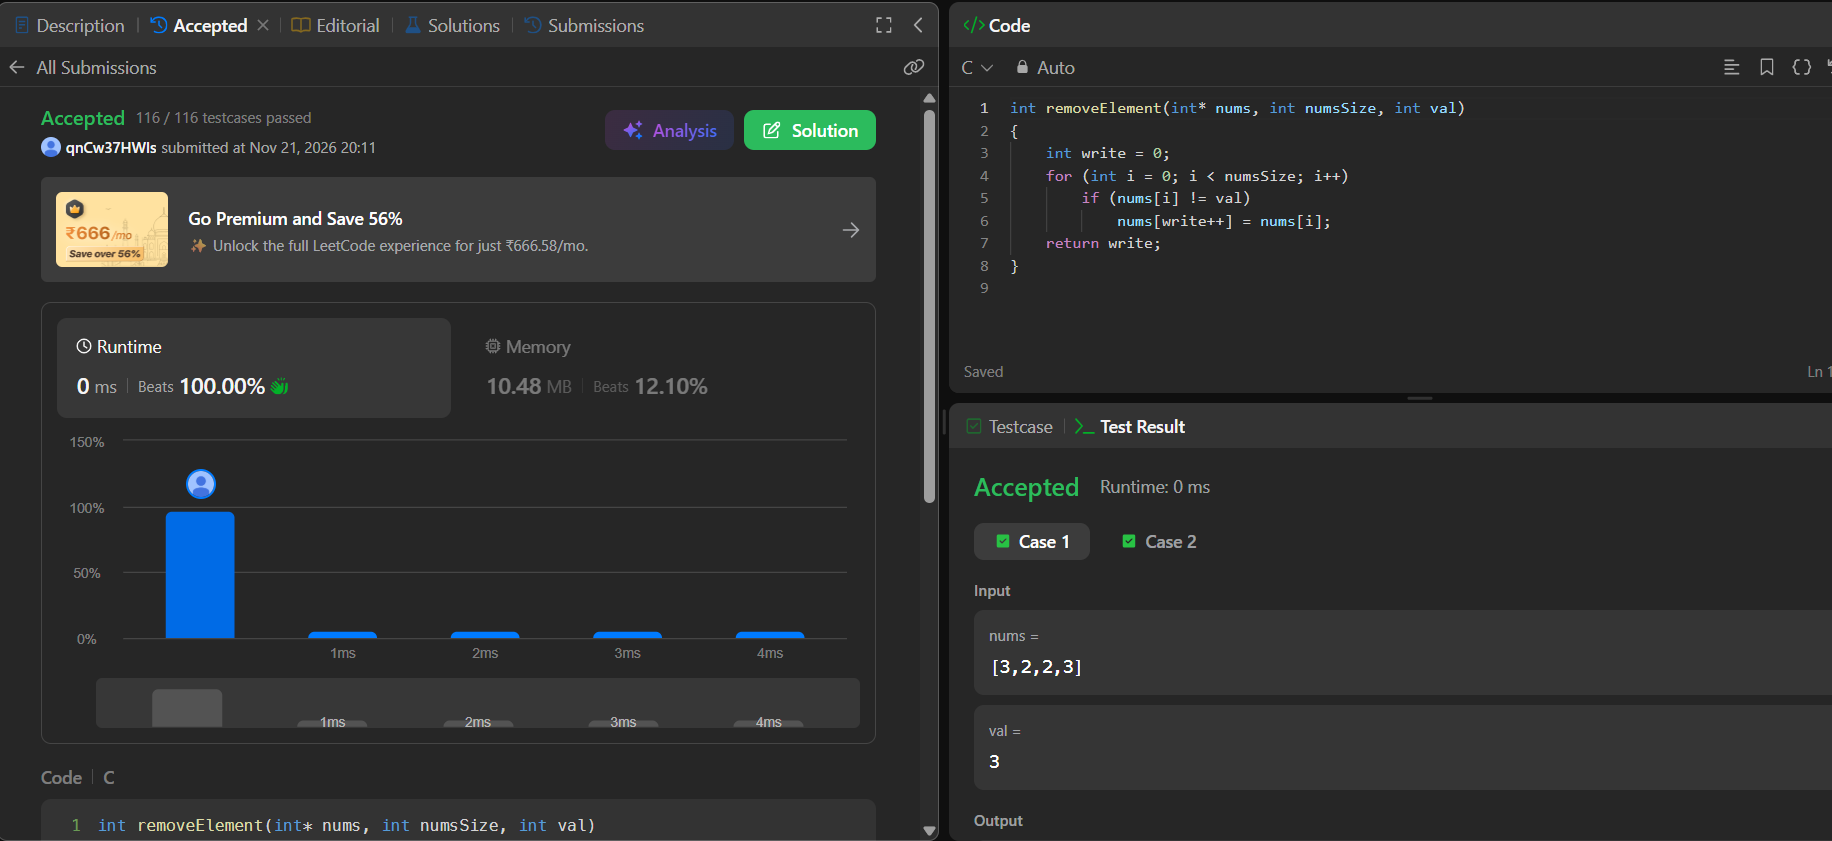 Description
Accepted
Editorial
Solutions
Submissions
All Submissions
Accepted 116 / 116 testcases passed
qnCw37HWls submitted at Nov 21, 2026 20:11
Analysis
Solution
₹666/mo
Save over 56%
Go Premium and Save 56%
Unlock the full LeetCode experience for just ₹666.58/mo.
Runtime
0 ms Beats 100.00%
Memory
10.48 MB Beats 12.10%
150%
100%
50%
0%
1ms 2ms 3ms 4ms
1ms 2ms 3ms 4ms
Code C
1 int removeElement(int* nums, int numsSize, int val)
</> Code
C Auto
1 int removeElement(int* nums, int numsSize, int val)
2 {
3 int write = 0;
4 for (int i = 0; i < numsSize; i++)
5 if (nums[i] != val)
6 nums[write++] = nums[i];
7 return write;
8 }
9
Saved
Ln 1
Testcase
Test Result
Accepted Runtime: 0 ms
Case 1
Case 2
Input
nums =
[3,2,2,3]
val =
3
Output